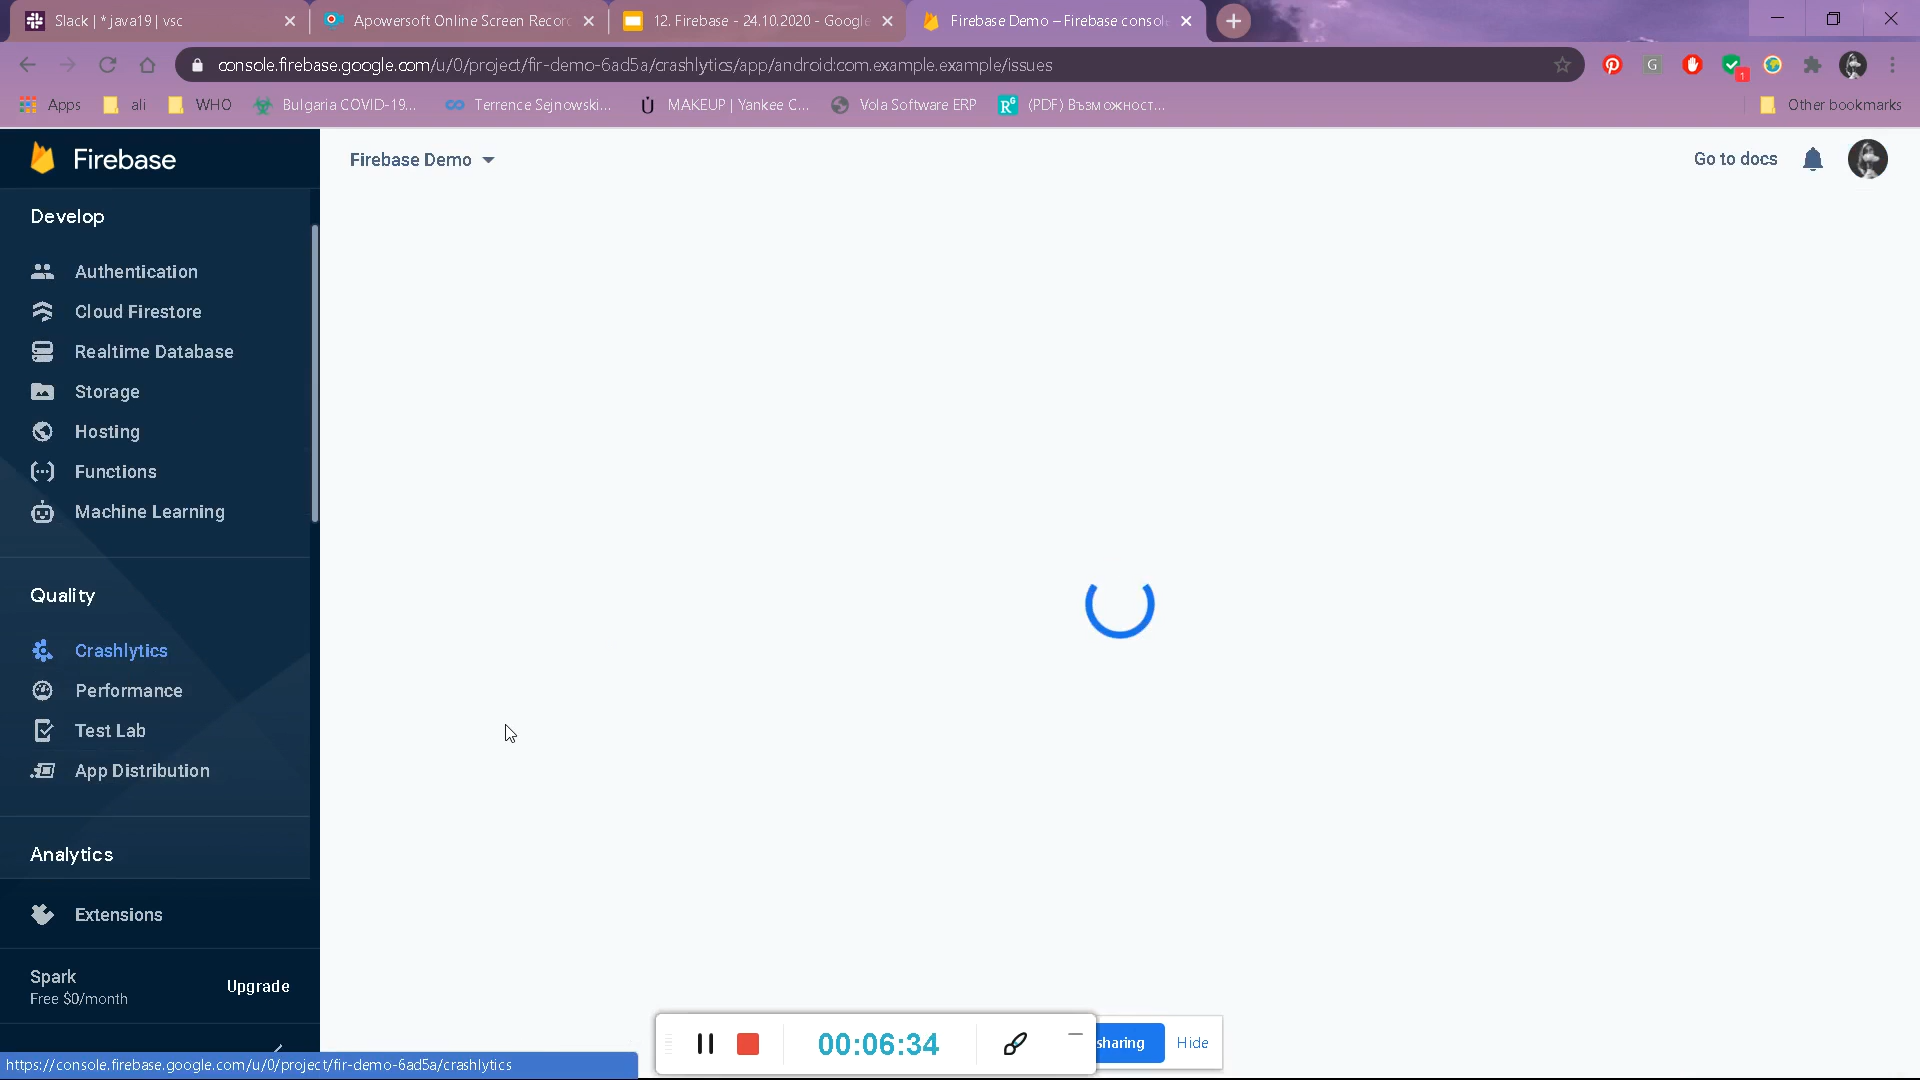 Slack | * java19 | vsc
Apowersoft Online Screen Recor
12. Firebase - 24.10.2020 - Google
Firebase Demo – Firebase consol
console.firebase.google.com/u/0/project/fir-demo-6ad5a/crashlytics/app/android:com.example.example/issues
G
1
Apps
ali
WHO
Bulgaria COVID-19...
Terrence Sejnowski...
MAKEUP | Yankee C...
Vola Software ERP
(PDF) Възможност...
Other bookmarks
Firebase
Firebase Demo
Go to docs
Develop
Authentication
Cloud Firestore
Realtime Database
Storage
Hosting
Functions
Machine Learning
Quality
Crashlytics
Performance
Test Lab
App Distribution
Analytics
Extensions
Spark
Free $0/month
Upgrade
00:06:34
sharing
Hide
https://console.firebase.google.com/u/0/project/fir-demo-6ad5a/crashlytics